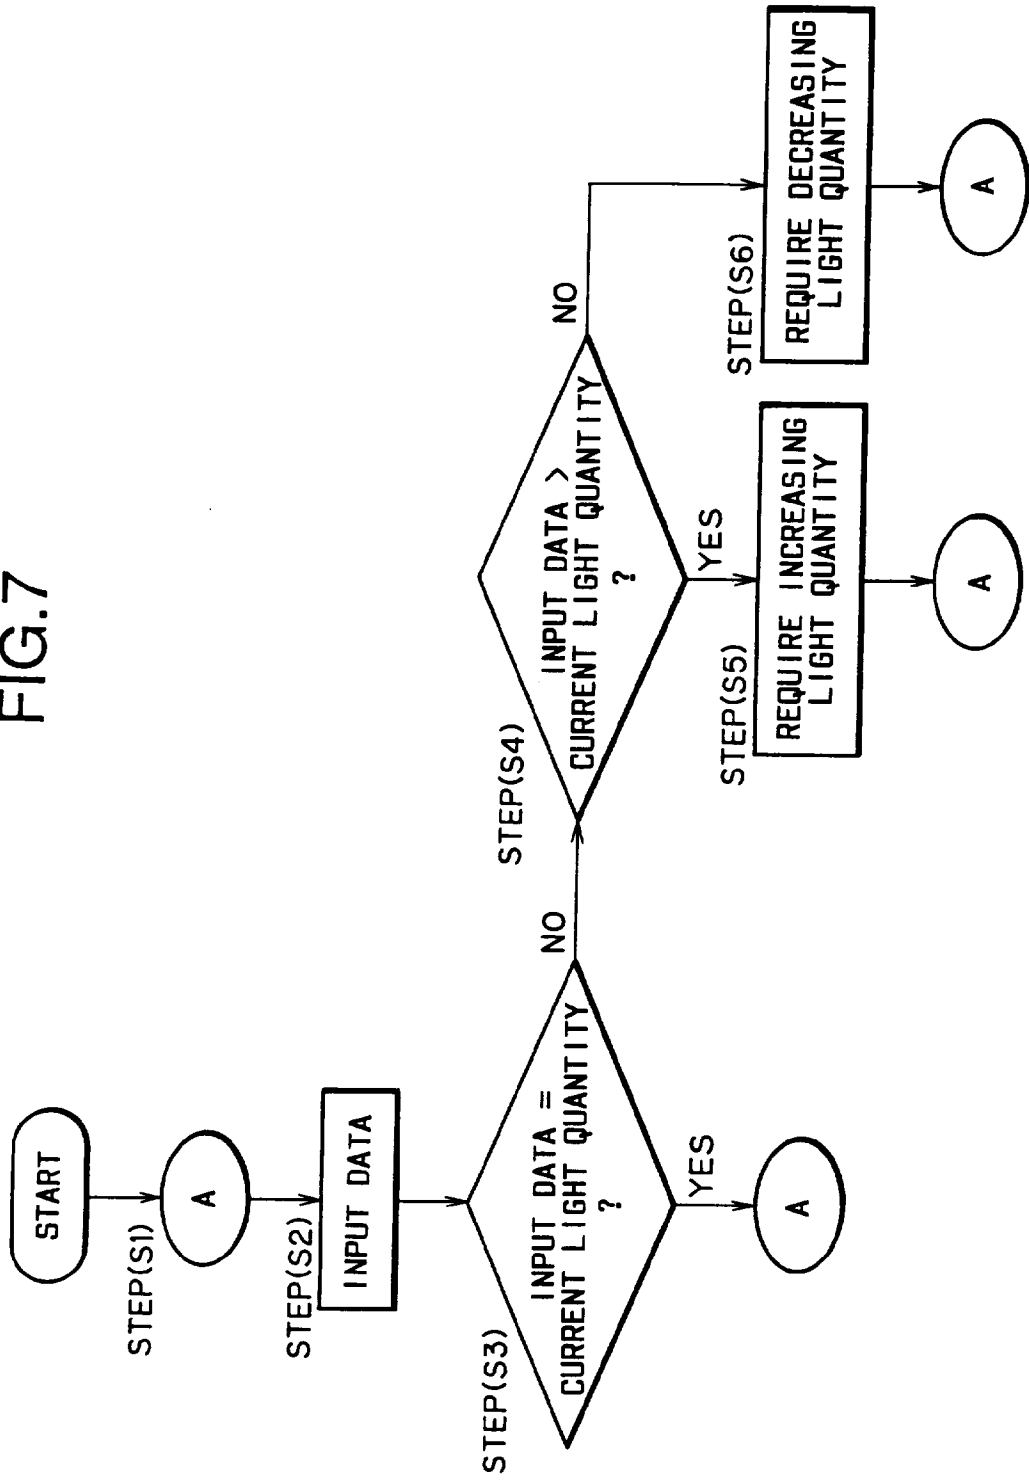 FIG.7
START
STEP(S1)
A
STEP(S2)
INPUT DATA
STEP(S3)
INPUT DATA =
CURRENT LIGHT QUANTITY
?
YES
A
NO
STEP(S4)
INPUT DATA >
CURRENT LIGHT QUANTITY
?
YES
STEP(S5)
REQUIRE INCREASING
LIGHT QUANTITY
A
NO
STEP(S6)
REQUIRE DECREASING
LIGHT QUANTITY
A